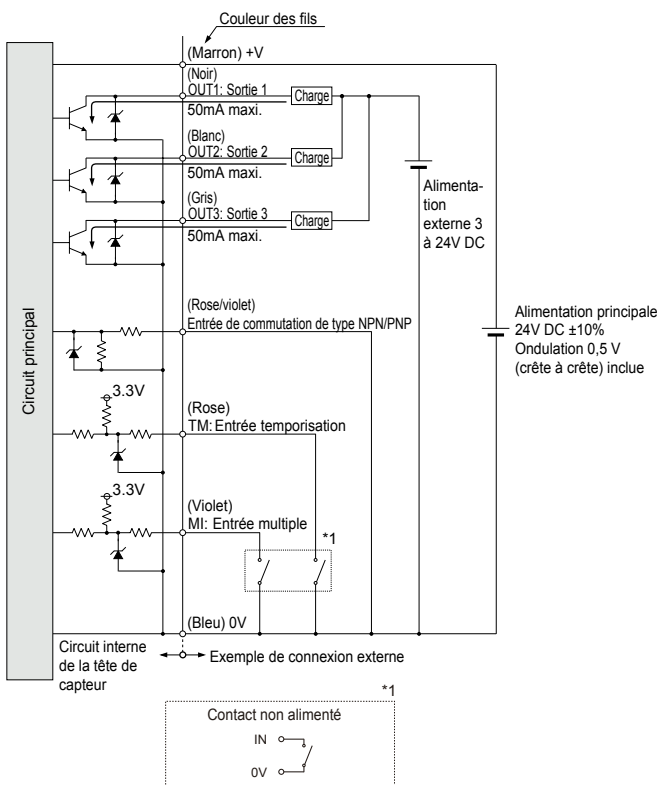 Couleur des fils
(Marron) +V
(Noir)
OUT1: Sortie 1
Charge
50mA maxi.
(Blanc)
OUT2: Sortie 2
Charge
50mA maxi.
(Gris)
OUT3: Sortie 3
Charge
50mA maxi.
Alimenta-
tion
externe 3
à 24V DC
Circuit principal
(Rose/violet)
Entrée de commutation de type NPN/PNP
Alimentation principale
24V DC ±10%
Ondulation 0,5 V
(crête à crête) inclue
3.3V
(Rose)
TM: Entrée temporisation
3.3V
(Violet)
MI: Entrée multiple
*1
(Bleu) 0V
Circuit interne
de la tête de
capteur
Exemple de connexion externe
*1
Contact non alimenté
IN
0V